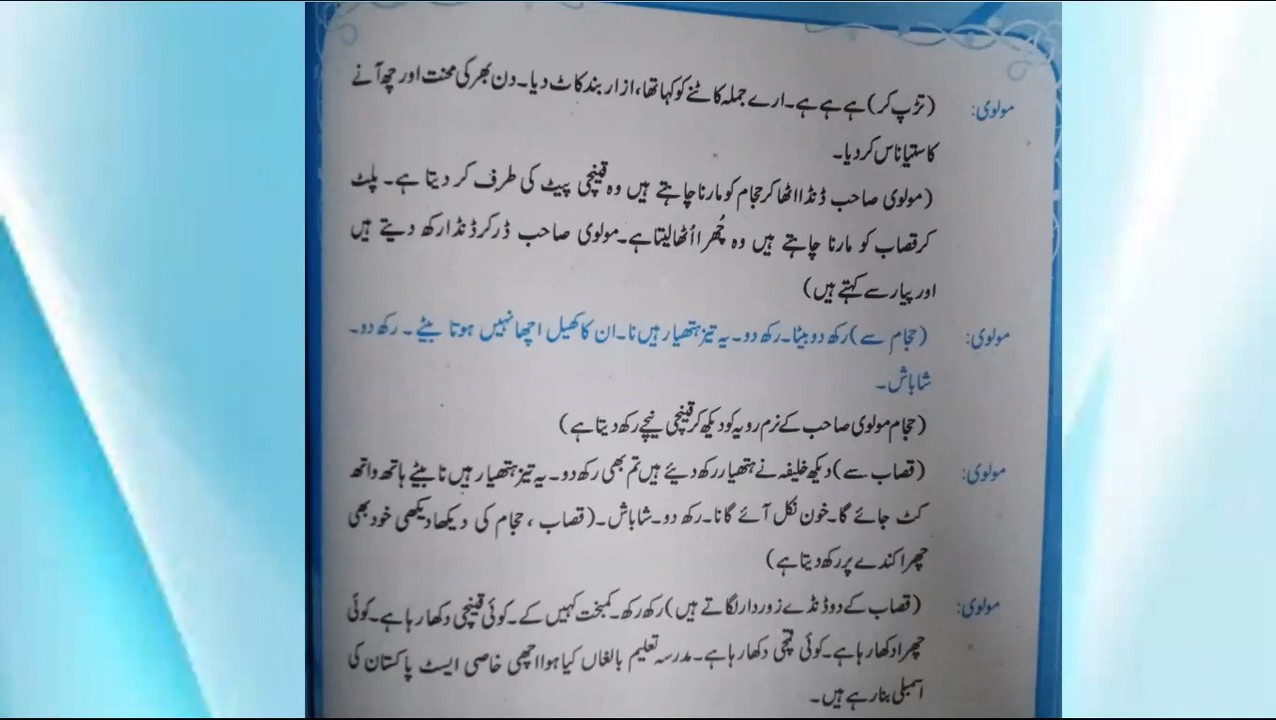 مولوی: (تڑپ کر) ہے ہے ہے۔ ارے جملہ کاٹنے کو کہا تھا، ازار بند کاٹ دیا۔ دن بھر کی محنت اور چھ آنے
کا ستیاناس کر دیا۔
(مولوی صاحب ڈنڈا اٹھا کر حجام کو مارنا چاہتے ہیں وہ قینچی پیٹ کی طرف کر دیتا ہے۔ پلٹ
کر قصاب کو مارنا چاہتے ہیں وہ چُھرا اُٹھا لیتا ہے۔ مولوی صاحب ڈر کر ڈنڈا رکھ دیتے ہیں
اور پیار سے کہتے ہیں)
مولوی: (حجام سے) رکھ دو بیٹا۔ رکھ دو۔ یہ تیز ہتھیار ہیں نا۔ ان کا کھیل اچھا نہیں ہوتا بیٹے۔ رکھ دو۔
شاباش۔
(حجام مولوی صاحب کے نرم رویہ کو دیکھ کر قینچی نیچے رکھ دیتا ہے)
مولوی: (قصاب سے) دیکھ خلیفہ نے ہتھیار رکھ دیئے ہیں تم بھی رکھ دو۔ یہ تیز ہتھیار ہیں نا بیٹے ہاتھ واتھ
کٹ جائے گا۔ خون نکل آئے گا نا۔ رکھ دو۔ شاباش۔ (قصاب، حجام کی دیکھا دیکھی خود بھی
چھرا کندے پر رکھ دیتا ہے)
مولوی: (قصاب کے دو ڈنڈے زوردار لگاتے ہیں) رکھ رکھ۔ کمبخت کہیں کے۔ کوئی قینچی دکھا رہا ہے۔ کوئی
چھرا دکھا رہا ہے۔ کوئی قمچی دکھا رہا ہے۔ مدرسہ تعلیم بالغاں کیا ہوا اچھی خاصی ایسٹ پاکستان کی
اسمبلی بنا رہے ہیں۔